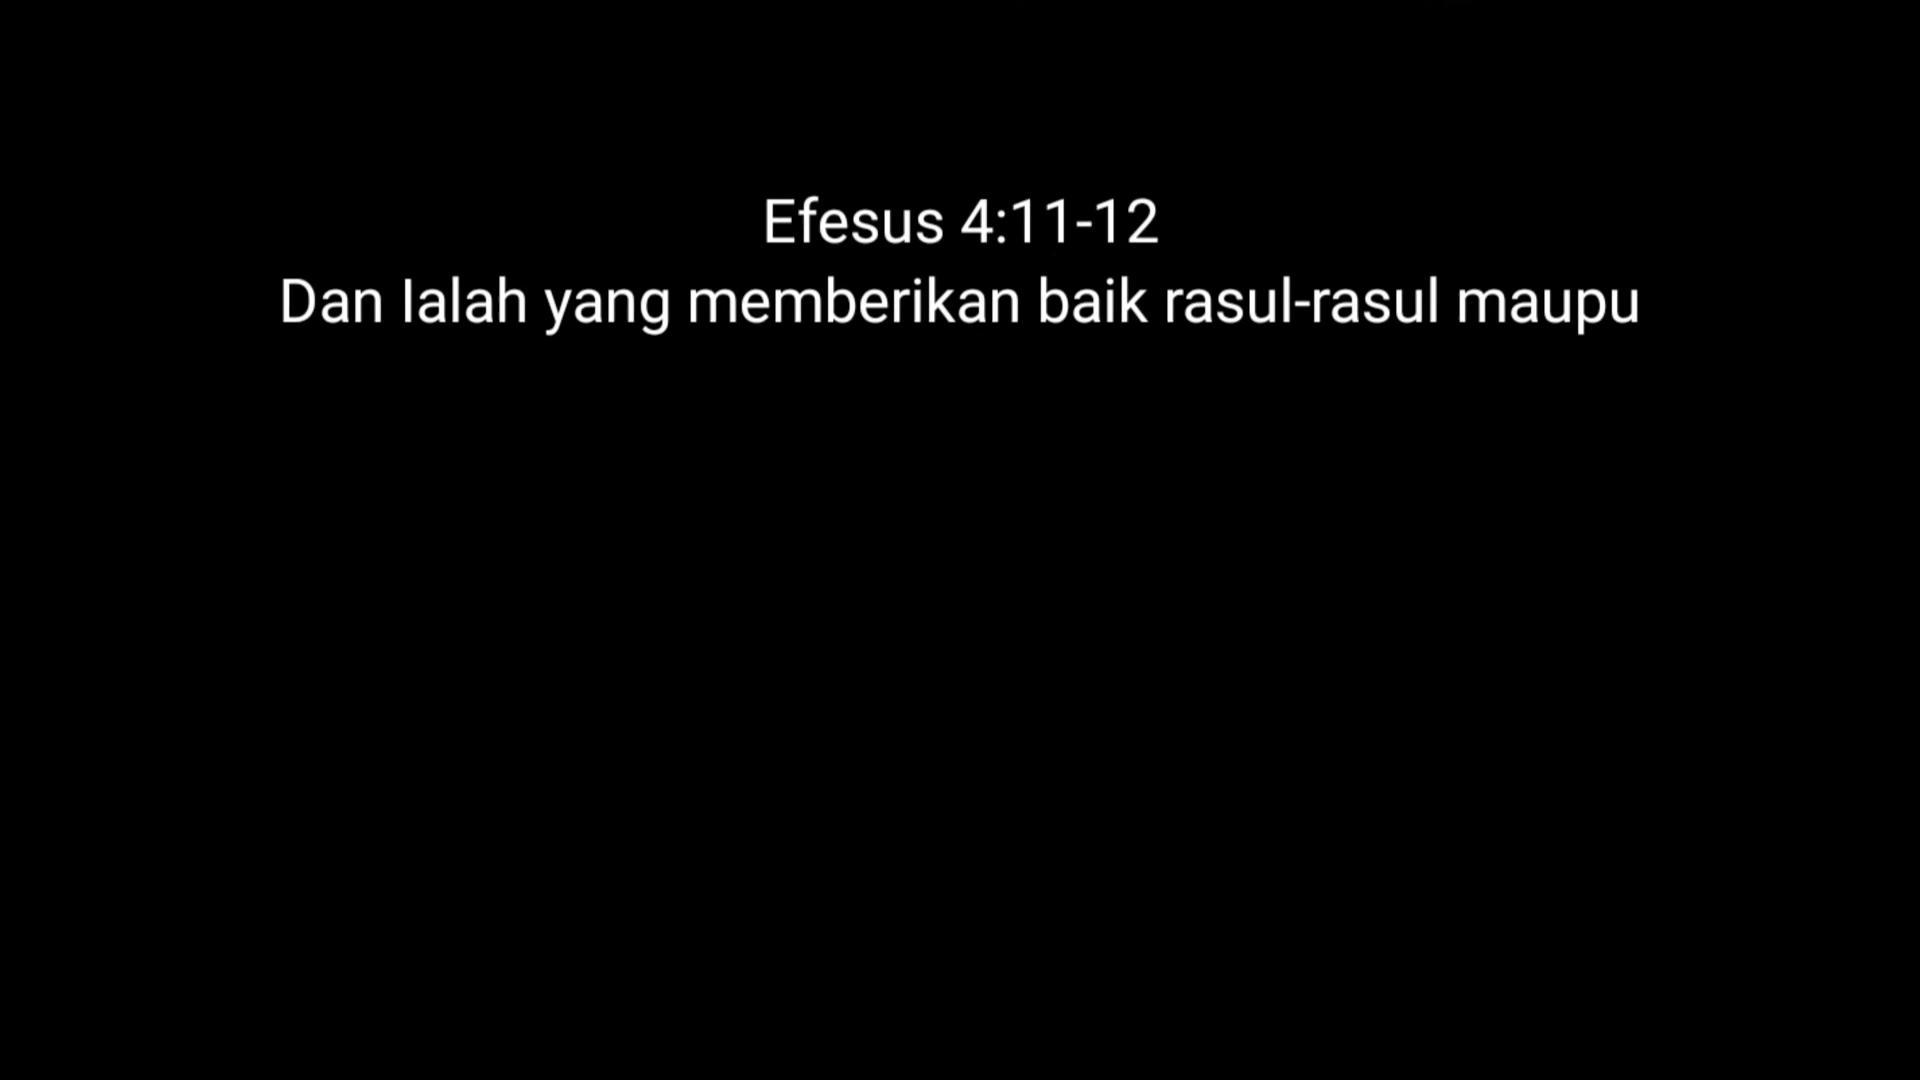 Efesus 4:11-12
Dan Ialah yang memberikan baik rasul-rasul maupu